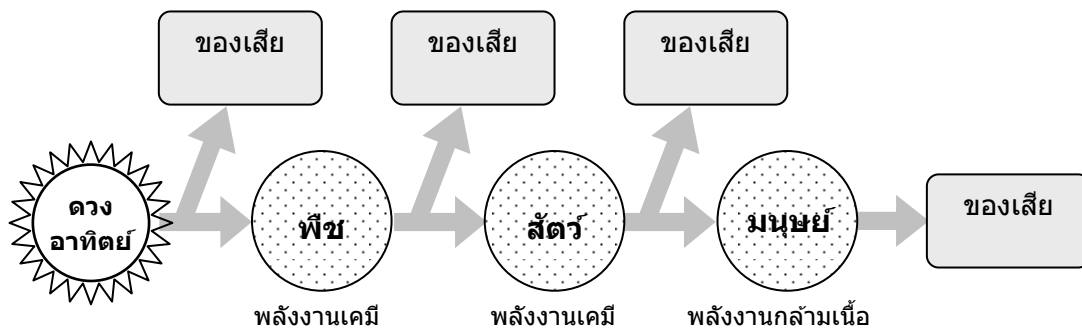 ของเสีย
ของเสีย
ของเสีย
ดวง
อาทิตย์
พืช
สัตว์
มนุษย์
ของเสีย
พลังงานเคมี
พลังงานเคมี
พลังงานกล้ามเนื้อ